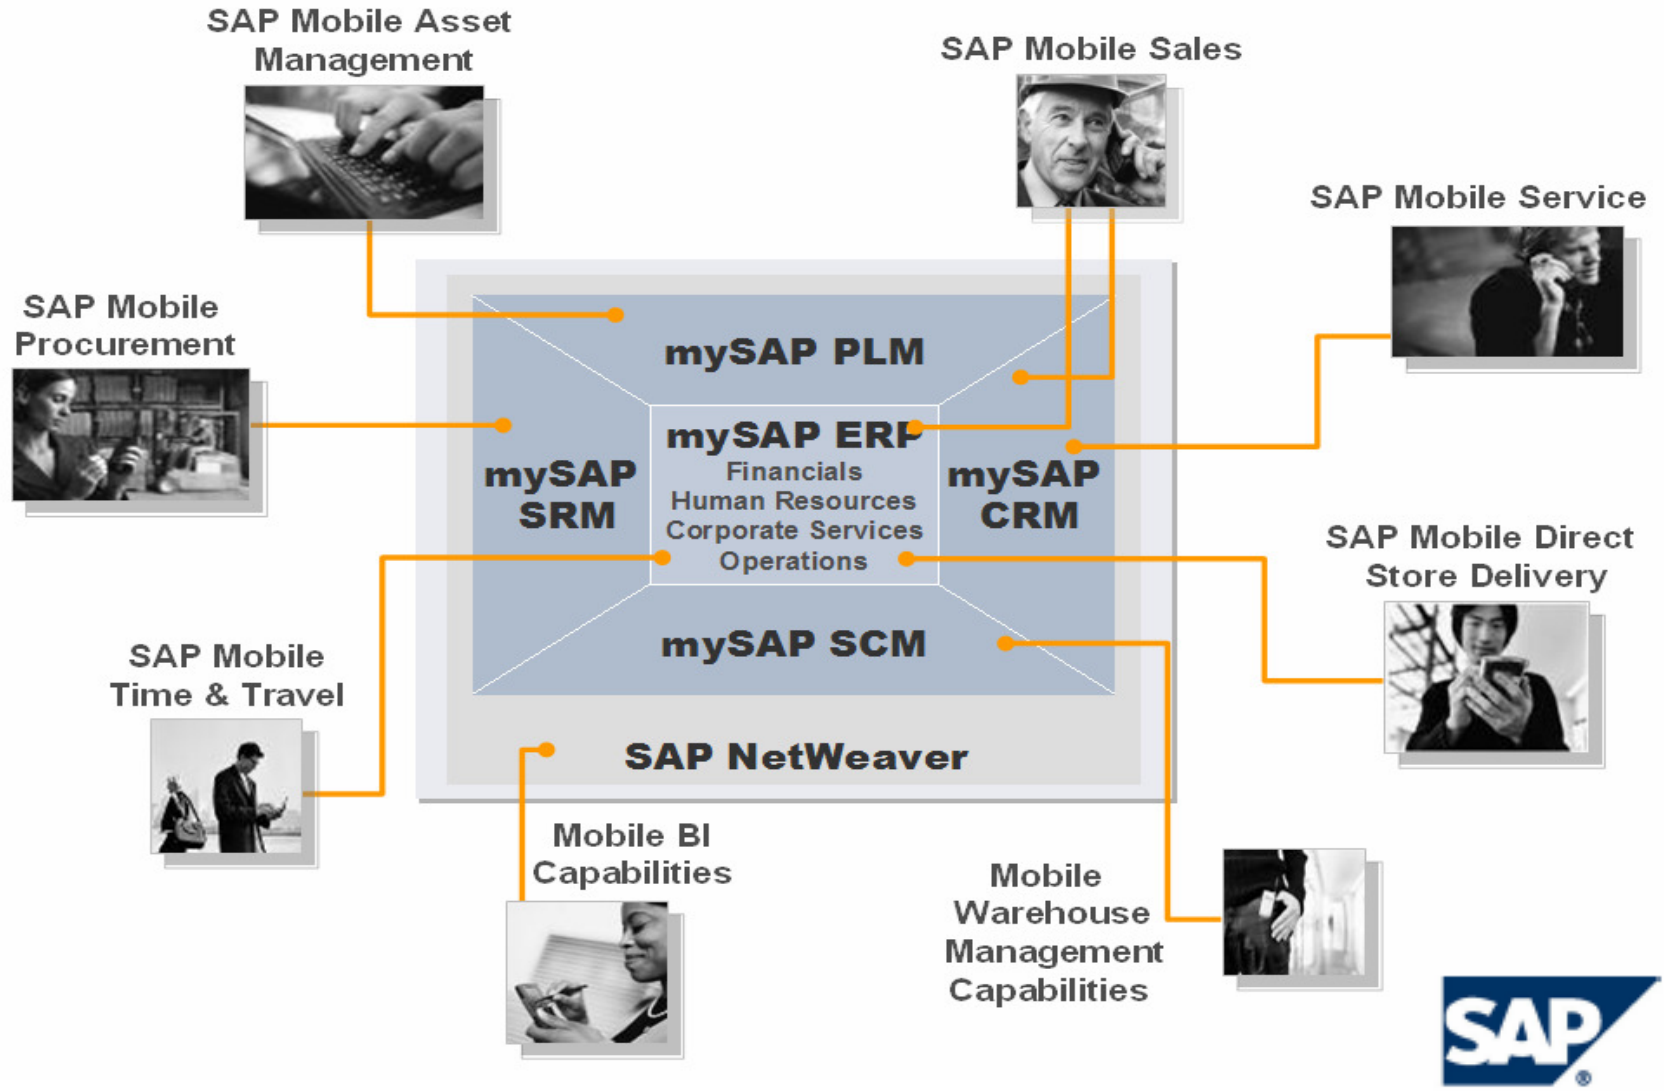 SAP Mobile Asset
Management
SAP Mobile Sales
SAP Mobile Service
SAP Mobile
Procurement
mySAP PLM
mySAP ERP
Financials
Human Resources
Corporate Services
Operations
mySAP
SRM
mySAP
CRM
SAP Mobile Direct
Store Delivery
mySAP SCM
SAP Mobile
Time & Travel
SAP NetWeaver
Mobile BI
Capabilities
Mobile
Warehouse
Management
Capabilities
SAP
®